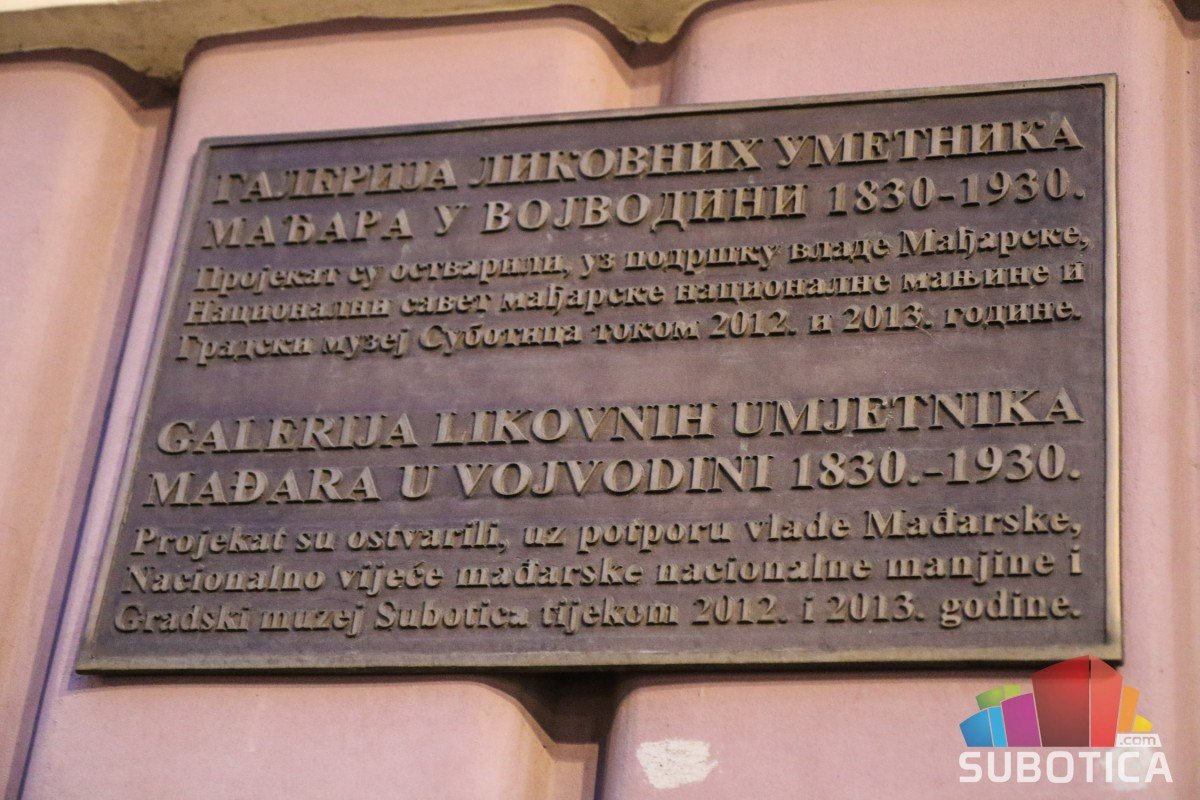 ГАЛЕРИЈА ЛИКОВНИХ УМЕТНИКА
МАЂАРА У ВОЈВОДИНИ 1830-1930.
Пројекат су остварили, уз подршку владе Мађарске,
Национални савет мађарске националне мањине и
Градски музеј Суботица током 2012. и 2013. године.
GALERIJA LIKOVNIH UMJETNIKA
MAĐARA U VOJVODINI 1830.-1930.
Projekat su ostvarili, uz potporu vlade Mađarske,
Nacionalno vijeće mađarske nacionalne manjine i
Gradski muzej Subotica tijekom 2012. i 2013. godine.
.com
SUBOTICA